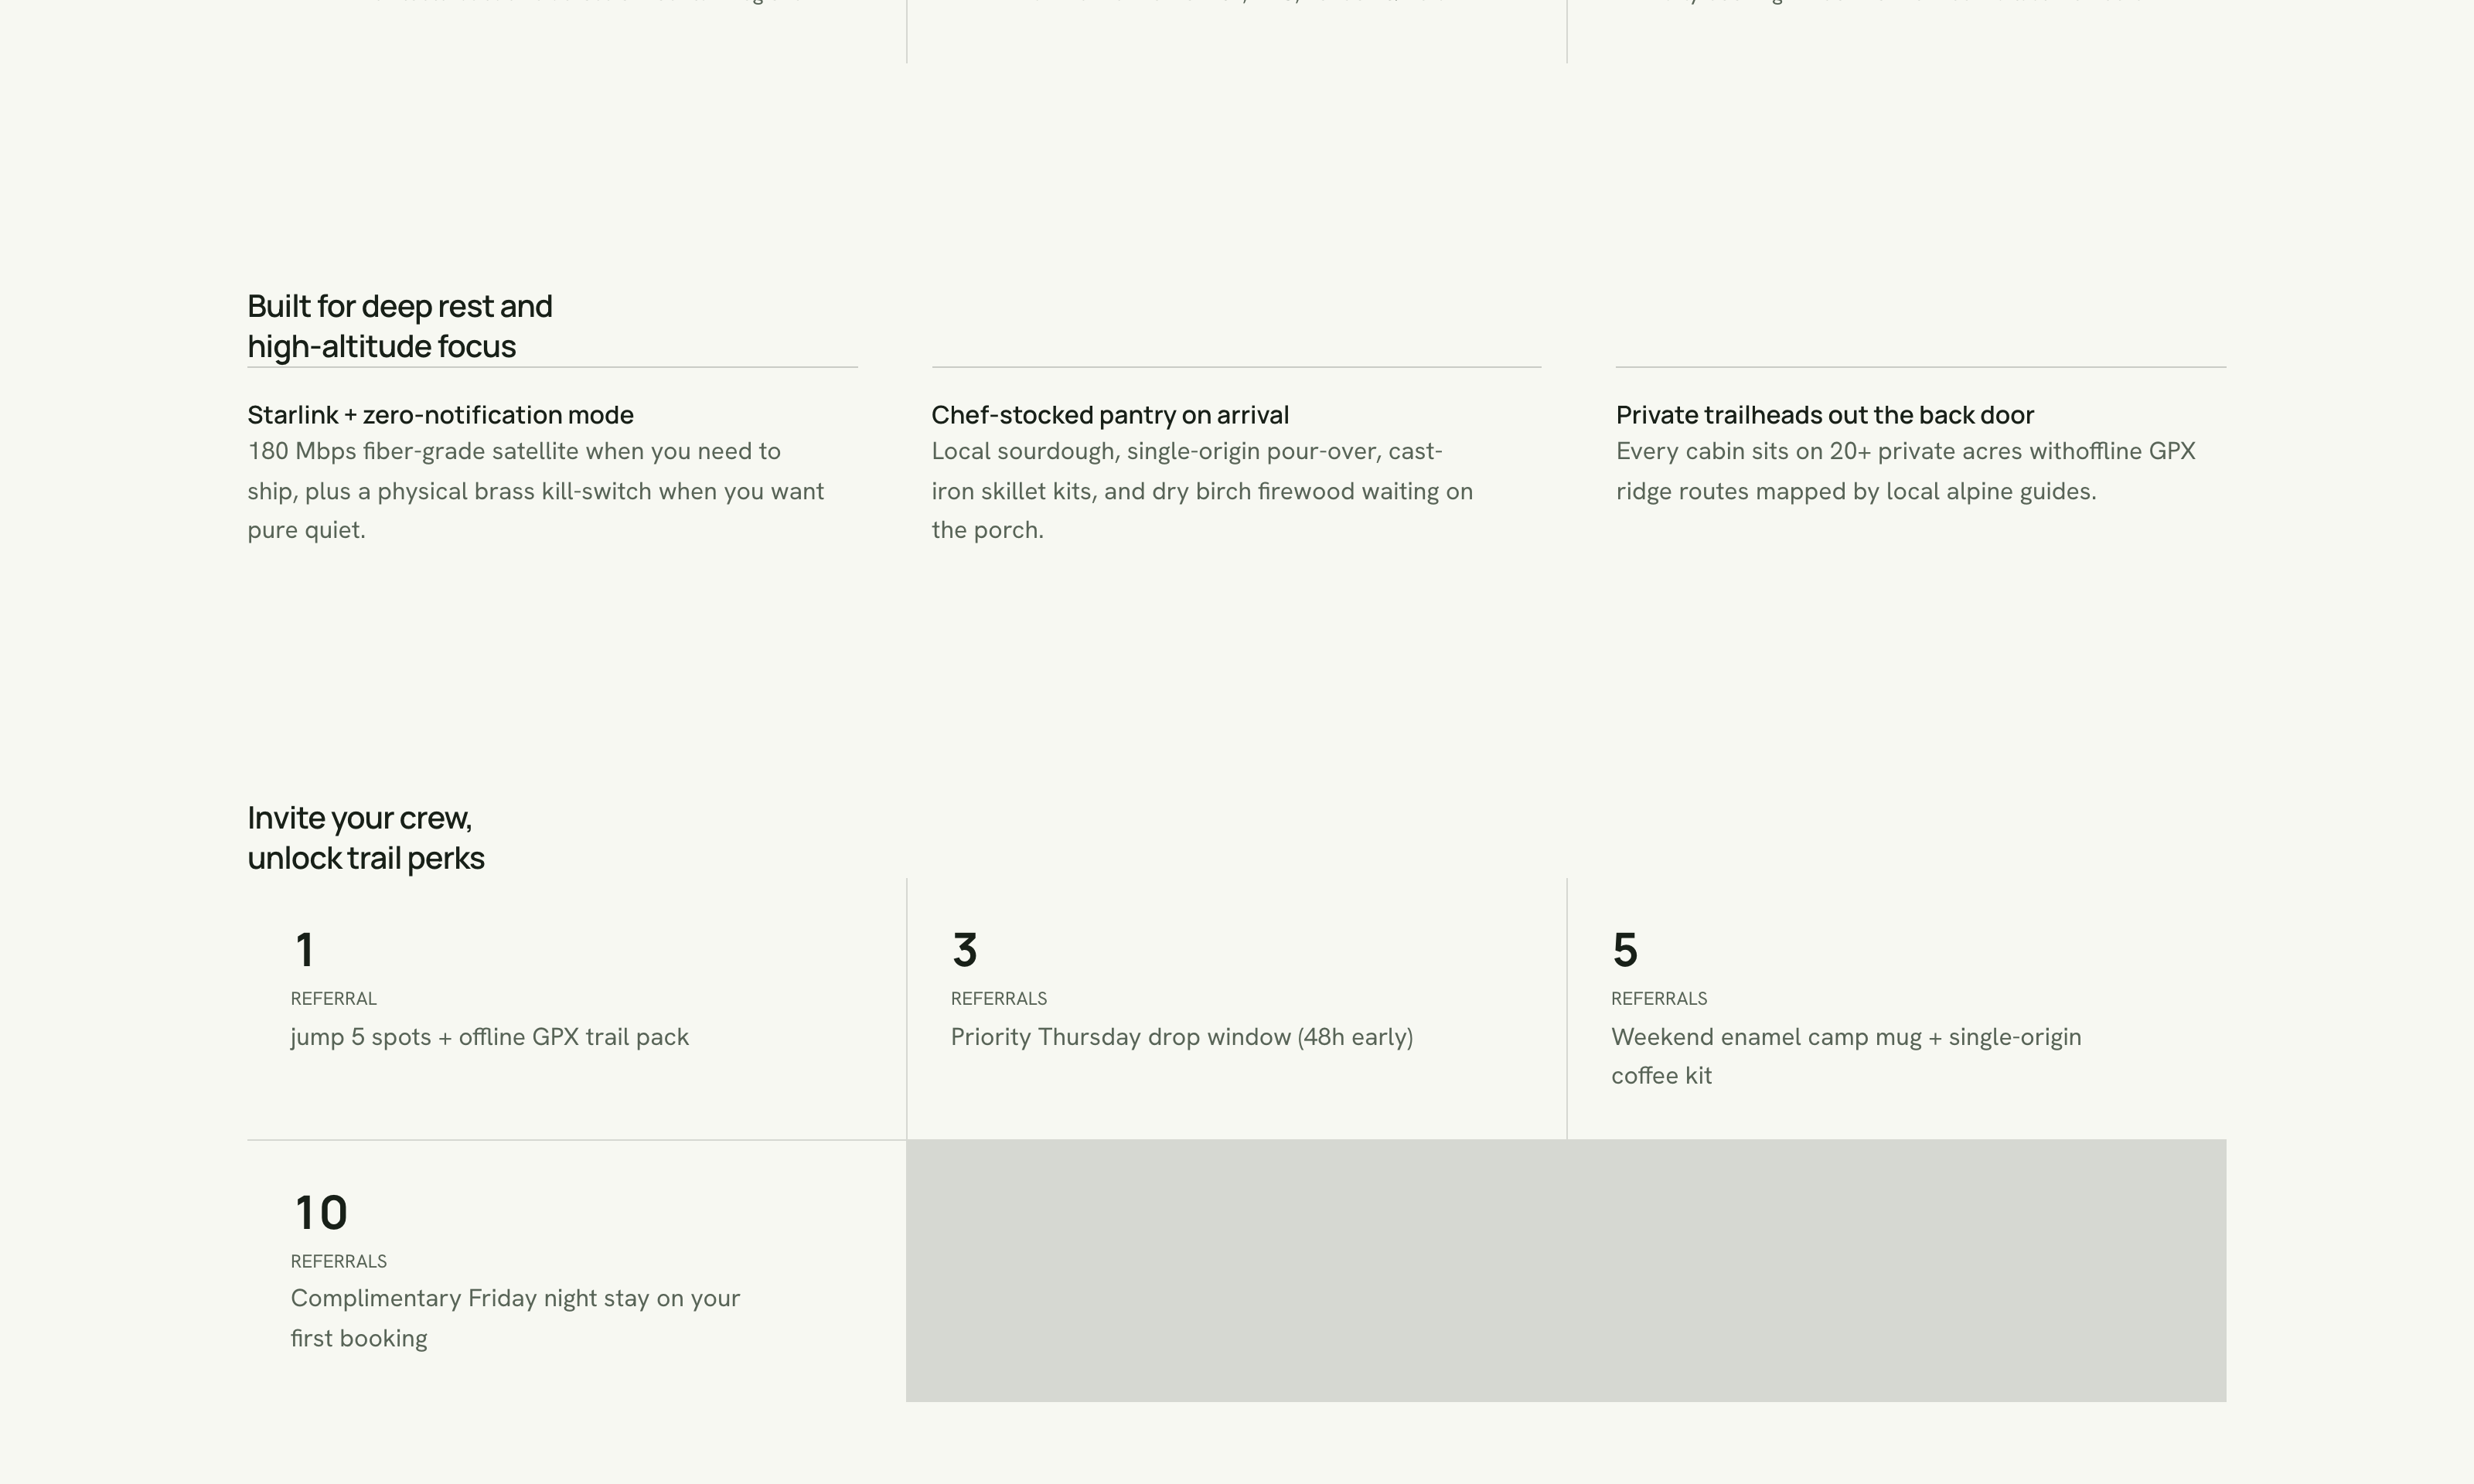 Built for deep rest and
high-altitude focus
Starlink + zero-notification mode
180 Mbps fiber-grade satellite when you need to
ship, plus a physical brass kill-switch when you want
pure quiet.
Chef-stocked pantry on arrival
Local sourdough, single-origin pour-over, cast-
iron skillet kits, and dry birch firewood waiting on
the porch.
Private trailheads out the back door
Every cabin sits on 20+ private acres withoffline GPX
ridge routes mapped by local alpine guides.
Invite your crew,
unlock trail perks
1
REFERRAL
jump 5 spots + offline GPX trail pack
3
REFERRALS
Priority Thursday drop window (48h early)
5
REFERRALS
Weekend enamel camp mug + single-origin
coffee kit
10
REFERRALS
Complimentary Friday night stay on your
first booking